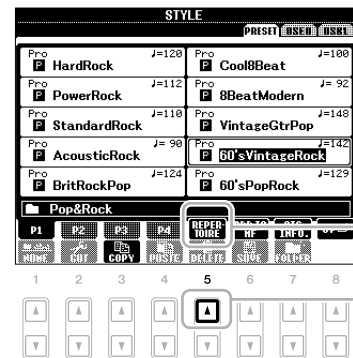 STYLE
PRESET USER USB1
Pro ♩=120 Pro ♩=100
P HardRock P Cool8Beat
Pro ♩=112 Pro ♩= 92
P PowerRock P 8BeatModern
Pro ♩=110 Pro ♩=148
P StandardRock P VintageGtrPop
Pro ♩= 90 Pro ♩=142
P AcousticRock P 60'sVintageRock
Pro ♩=124 Pro ♩=129
P BritRockPop P 60'sPopRock
Pop&Rock
P1 P2 P3 P4 REPER-TOIRE INFO. UP
NAME CUT COPY PASTE DELETE SAVE FOLDER
1 2 3 4 5 6 7 8